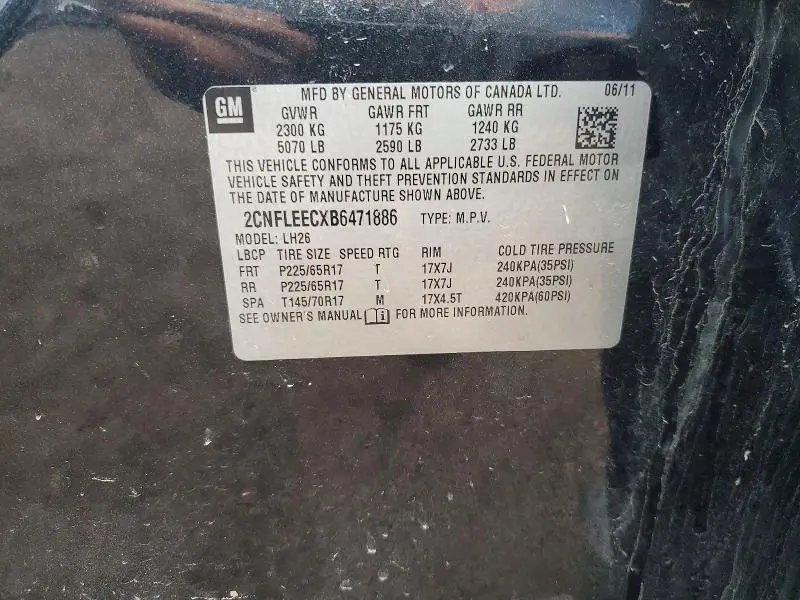 GM
MFD BY GENERAL MOTORS OF CANADA LTD. 06/11
GVWR GAWR FRT GAWR RR
2300 KG 1175 KG 1240 KG
5070 LB 2590 LB 2733 LB
THIS VEHICLE CONFORMS TO ALL APPLICABLE U.S. FEDERAL MOTOR
VEHICLE SAFETY AND THEFT PREVENTION STANDARDS IN EFFECT ON
THE DATE OF MANUFACTURE SHOWN ABOVE.
2CNFLEECXB6471886 TYPE: M.P.V.
MODEL: LH26
LBCP TIRE SIZE SPEED RTG RIM COLD TIRE PRESSURE
FRT P225/65R17 T 17X7J 240KPA(35PSI)
RR P225/65R17 T 17X7J 240KPA(35PSI)
SPA T145/70R17 M 17X4.5T 420KPA(60PSI)
SEE OWNER'S MANUAL i FOR MORE INFORMATION.